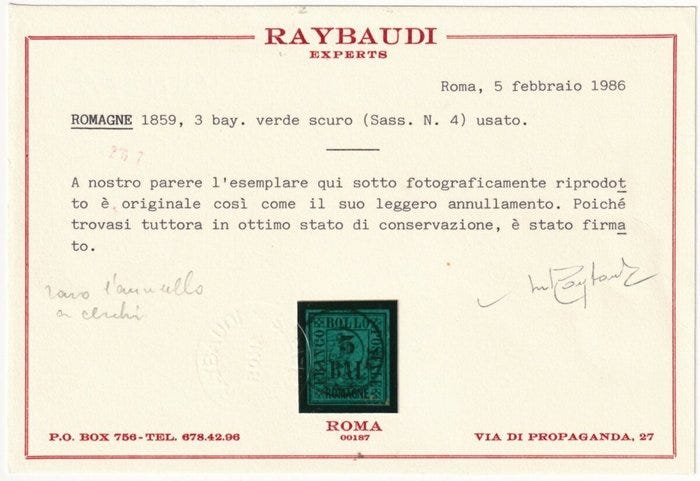 RAYBAUDI
EXPERTS
Roma, 5 febbraio 1986
ROMAGNE 1859, 3 bay. verde scuro (Sass. N. 4) usato.
A nostro parere l'esemplare qui sotto fotograficamente riprodot
to è originale così come il suo leggero annullamento. Poiché
trovasi tuttora in ottimo stato di conservazione, è stato firma
to.
raro l'annullo
a cerchi
RAYBAUDI
FRANCO BOLLO POSTALE
3
BAI
ROMAGNE
ROMA
00187
P.O. BOX 756-TEL. 678.42.96
VIA DI PROPAGANDA, 27